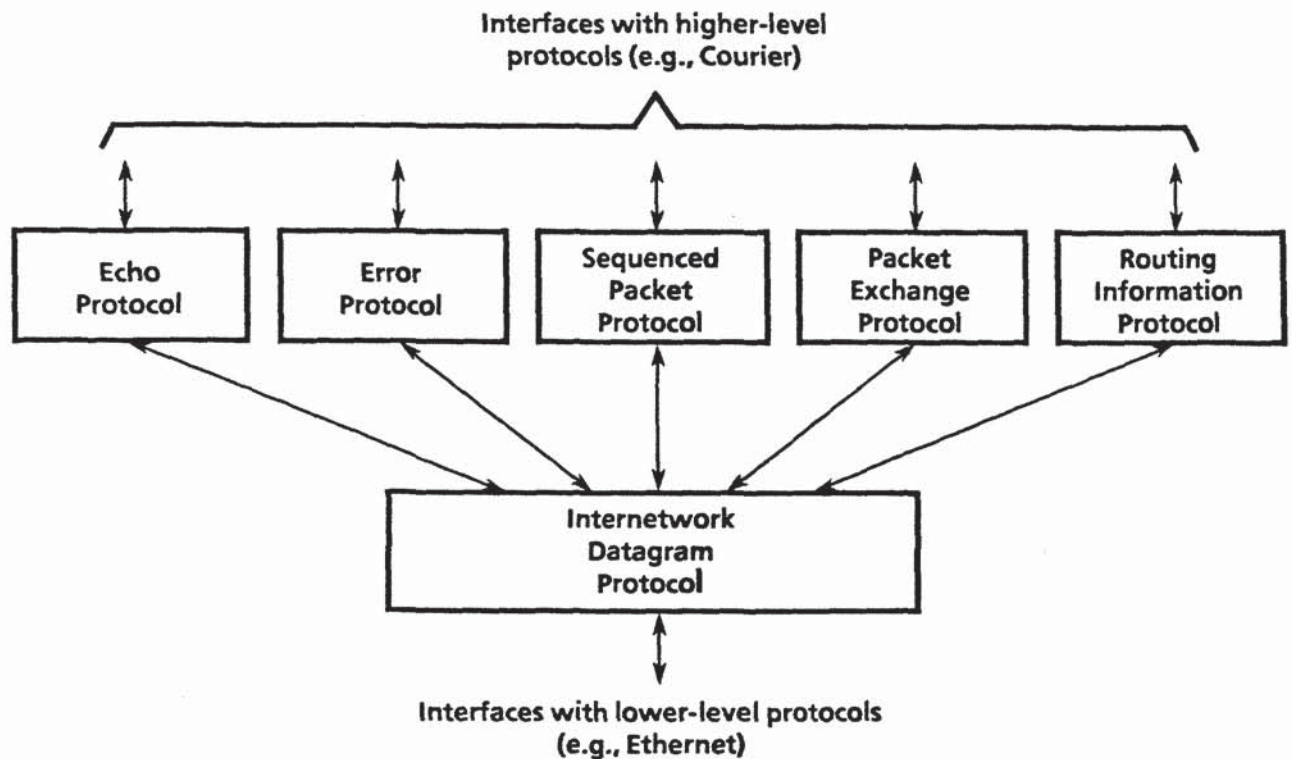 Interfaces with higher-level
protocols (e.g., Courier)
Echo
Protocol
Error
Protocol
Sequenced
Packet
Protocol
Packet
Exchange
Protocol
Routing
Information
Protocol
Internetwork
Datagram
Protocol
Interfaces with lower-level protocols
(e.g., Ethernet)